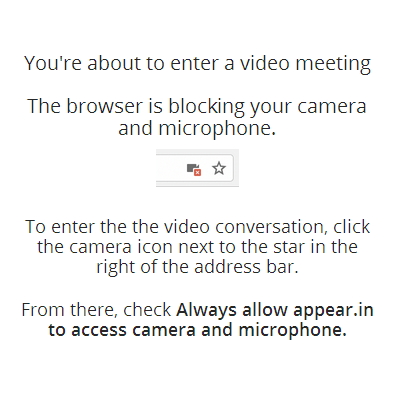 You're about to enter a video meeting
The browser is blocking your camera
and microphone.
To enter the the video conversation, click
the camera icon next to the star in the
right of the address bar.
From there, check Always allow appear.in
to access camera and microphone.